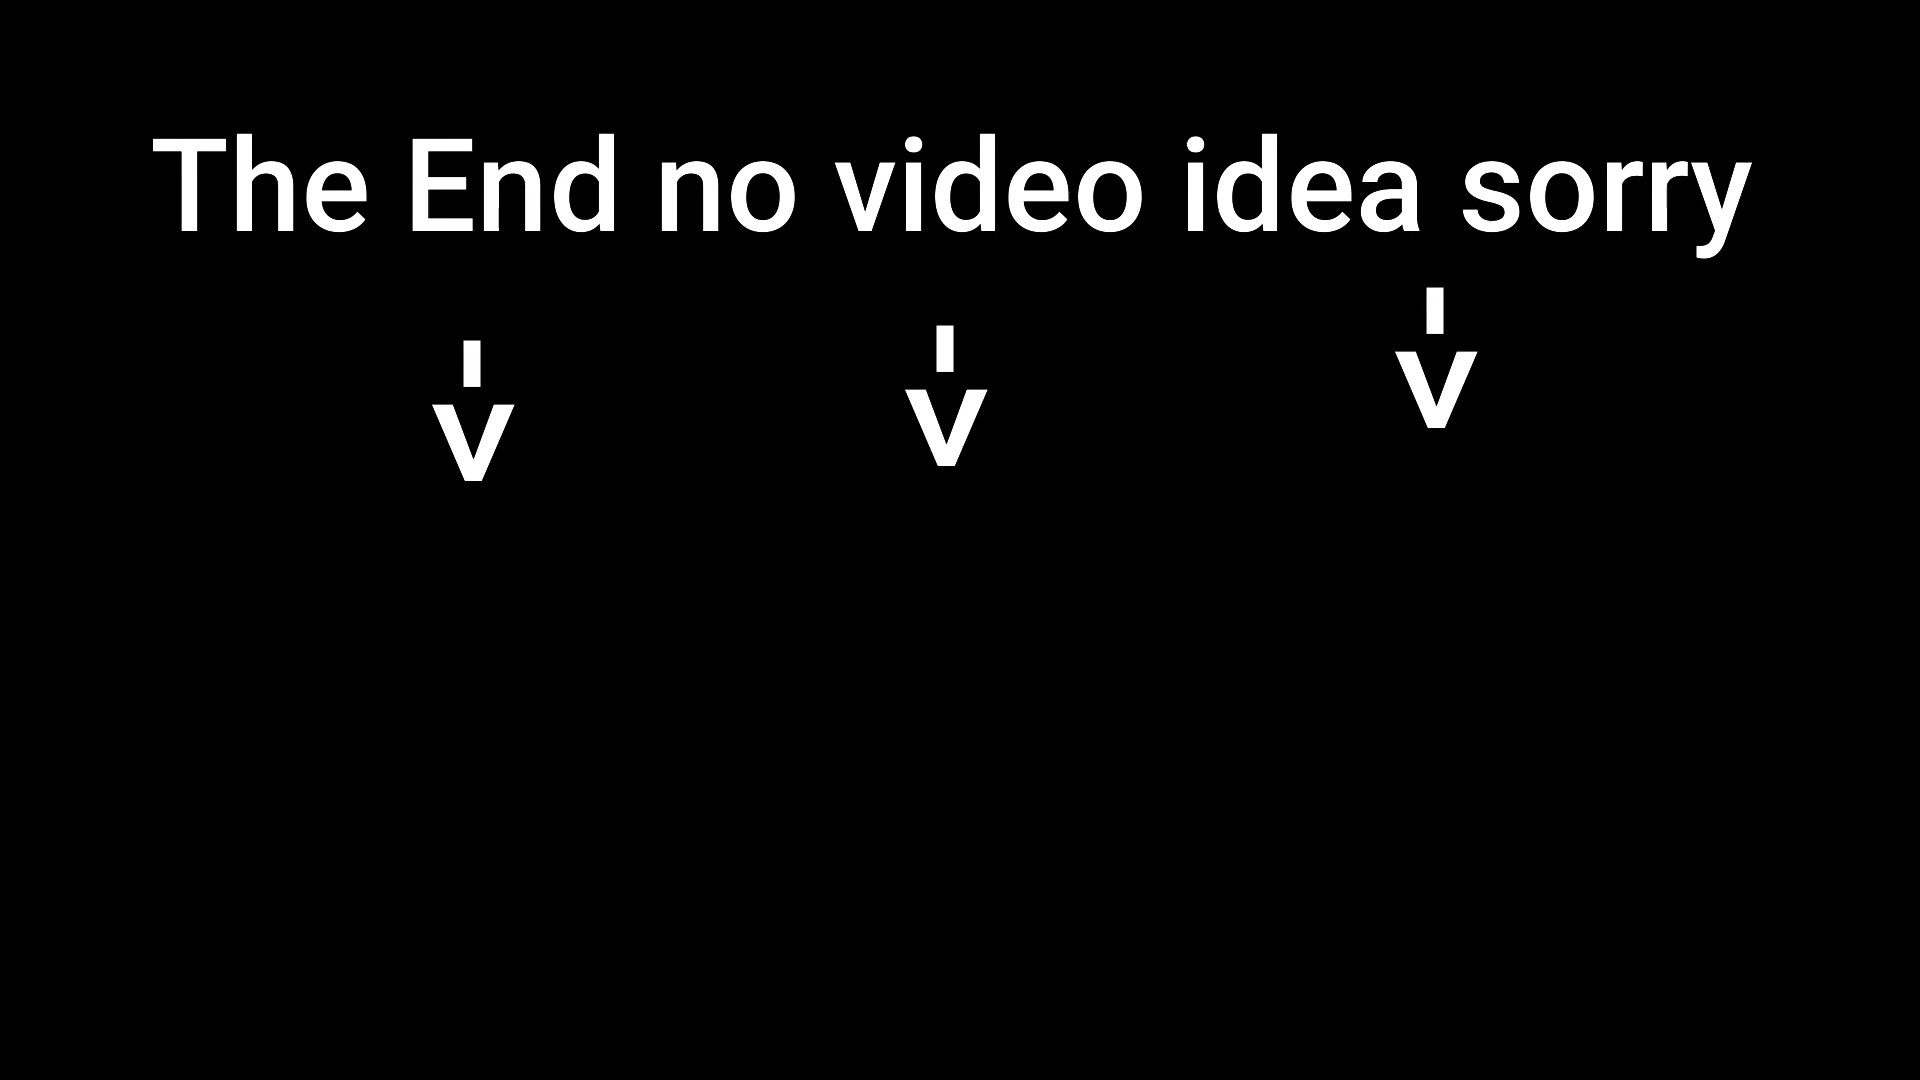 The End no video idea sorry
- - -
v v v